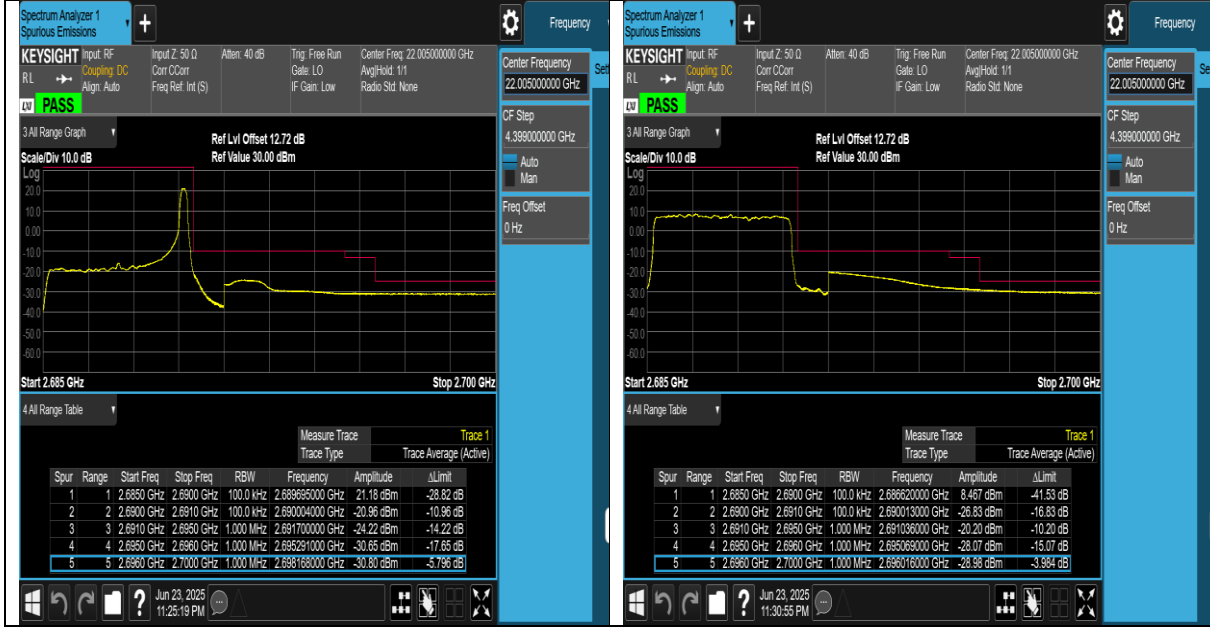 Spectrum Analyzer 1
Spurious Emissions
+
Frequency
KEYSIGHT Input: RF Input Z: 50 Ω Atten: 40 dB Trig: Free Run Center Freq: 22.005000000 GHz
RL Coupling: DC Corr CCorr Gate: LO Avg|Hold: 1/1
Align: Auto Freq Ref: Int (S) IF Gain: Low Radio Std: None
LXI PASS
Center Frequency
22.005000000 GHz
CF Step
4.399000000 GHz
Auto
Man
Freq Offset
0 Hz
3 All Range Graph
Ref Lvl Offset 12.72 dB
Scale/Div 10.0 dB Ref Value 30.00 dBm
Log
20.0
10.0
0.00
-10.0
-20.0
-30.0
-40.0
-50.0
-60.0
Start 2.685 GHz Stop 2.700 GHz
4 All Range Table
Measure Trace Trace 1
Trace Type Trace Average (Active)
Spur Range Start Freq Stop Freq RBW Frequency Amplitude ΔLimit
1 1 2.6850 GHz 2.6900 GHz 100.0 kHz 2.689695000 GHz 21.18 dBm -28.82 dB
2 2 2.6900 GHz 2.6910 GHz 100.0 kHz 2.690004000 GHz -20.96 dBm -10.96 dB
3 3 2.6910 GHz 2.6950 GHz 1.000 MHz 2.691700000 GHz -24.22 dBm -14.22 dB
4 4 2.6950 GHz 2.6960 GHz 1.000 MHz 2.695291000 GHz -30.65 dBm -17.65 dB
5 5 2.6960 GHz 2.7000 GHz 1.000 MHz 2.698168000 GHz -30.80 dBm -5.796 dB
?
Jun 23, 2025
11:25:19 PM
Spectrum Analyzer 1
Spurious Emissions
+
Frequency
KEYSIGHT Input: RF Input Z: 50 Ω Atten: 40 dB Trig: Free Run Center Freq: 22.005000000 GHz
RL Coupling: DC Corr CCorr Gate: LO Avg|Hold: 1/1
Align: Auto Freq Ref: Int (S) IF Gain: Low Radio Std: None
LXI PASS
Center Frequency
22.005000000 GHz
CF Step
4.399000000 GHz
Auto
Man
Freq Offset
0 Hz
3 All Range Graph
Ref Lvl Offset 12.72 dB
Scale/Div 10.0 dB Ref Value 30.00 dBm
Log
20.0
10.0
0.00
-10.0
-20.0
-30.0
-40.0
-50.0
-60.0
Start 2.685 GHz Stop 2.700 GHz
4 All Range Table
Measure Trace Trace 1
Trace Type Trace Average (Active)
Spur Range Start Freq Stop Freq RBW Frequency Amplitude ΔLimit
1 1 2.6850 GHz 2.6900 GHz 100.0 kHz 2.686620000 GHz 8.467 dBm -41.53 dB
2 2 2.6900 GHz 2.6910 GHz 100.0 kHz 2.690013000 GHz -26.83 dBm -16.83 dB
3 3 2.6910 GHz 2.6950 GHz 1.000 MHz 2.691036000 GHz -20.20 dBm -10.20 dB
4 4 2.6950 GHz 2.6960 GHz 1.000 MHz 2.695069000 GHz -28.07 dBm -15.07 dB
5 5 2.6960 GHz 2.7000 GHz 1.000 MHz 2.696016000 GHz -28.98 dBm -3.984 dB
?
Jun 23, 2025
11:30:55 PM